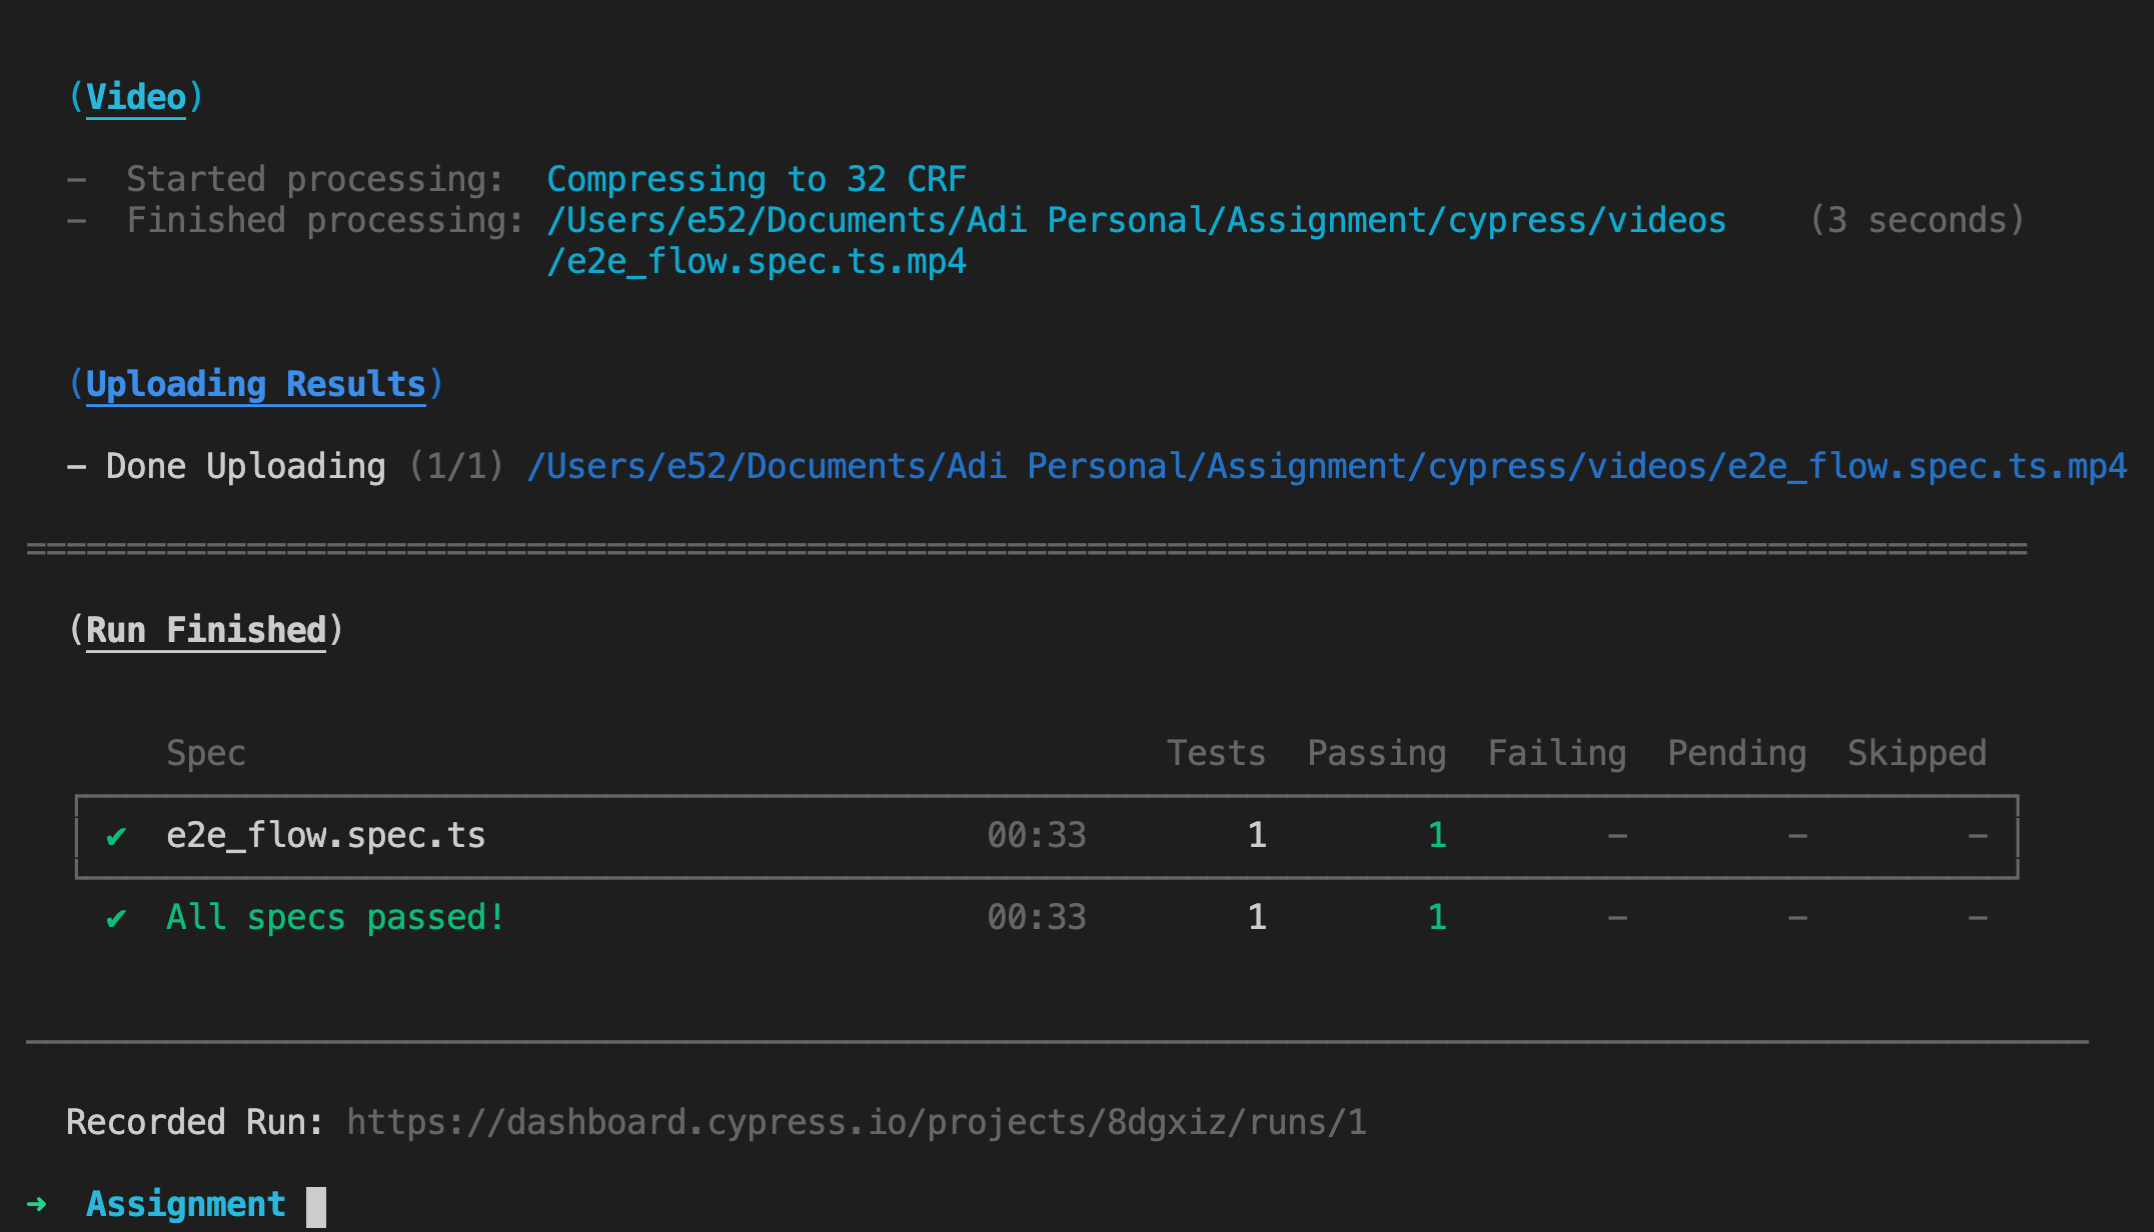 (Video)
–  Started processing:  Compressing to 32 CRF
–  Finished processing: /Users/e52/Documents/Adi Personal/Assignment/cypress/videos    (3 seconds)
/e2e_flow.spec.ts.mp4
(Uploading Results)
– Done Uploading (1/1) /Users/e52/Documents/Adi Personal/Assignment/cypress/videos/e2e_flow.spec.ts.mp4
====================================================================================================
(Run Finished)
Spec                                              Tests  Passing  Failing  Pending  Skipped
✔  e2e_flow.spec.ts                         00:33        1        1        –        –        –
✔  All specs passed!                        00:33        1        1        –        –        –
Recorded Run: https://dashboard.cypress.io/projects/8dgxiz/runs/1
➜  Assignment